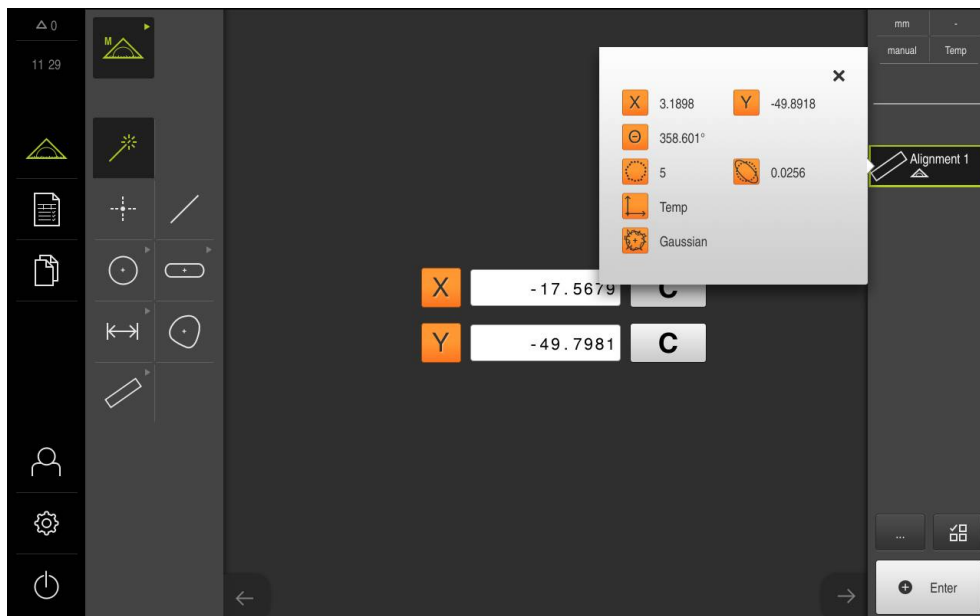 0
11 29
M
mm -
manual Temp
X 3.1898 Y -49.8918
Θ 358.601°
5 0.0256
Temp
Gaussian
Alignment 1
X -17.5679 C
Y -49.7981 C
...
Enter